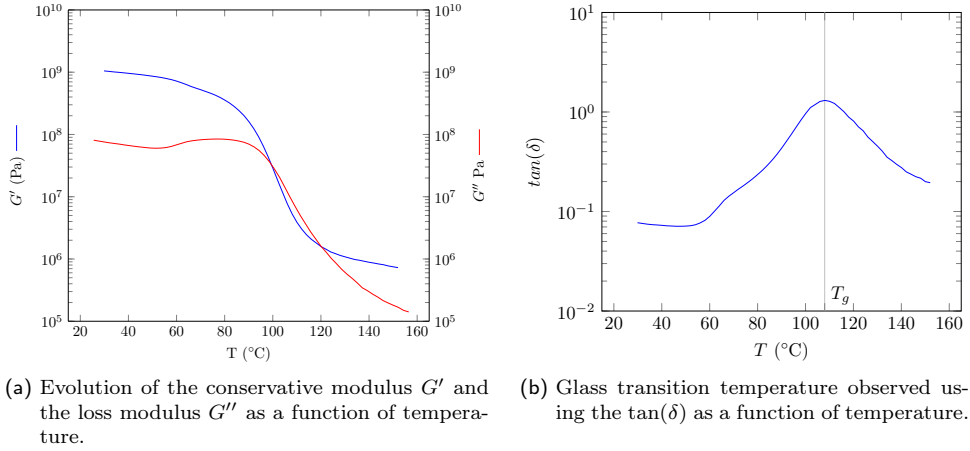 10^10
10^9
10^8
10^7
10^6
10^5
G′ (Pa)
20 40 60 80 100 120 140 160
T (°C)
10^10
10^9
10^8
10^7
10^6
10^5
G″ Pa
(a) Evolution of the conservative modulus G′ and
the loss modulus G″ as a function of tempera-
ture.
10^1
10^0
10^−1
10^−2
tan(δ)
T_g
20 40 60 80 100 120 140 160
T (°C)
(b) Glass transition temperature observed us-
ing the tan(δ) as a function of temperature.